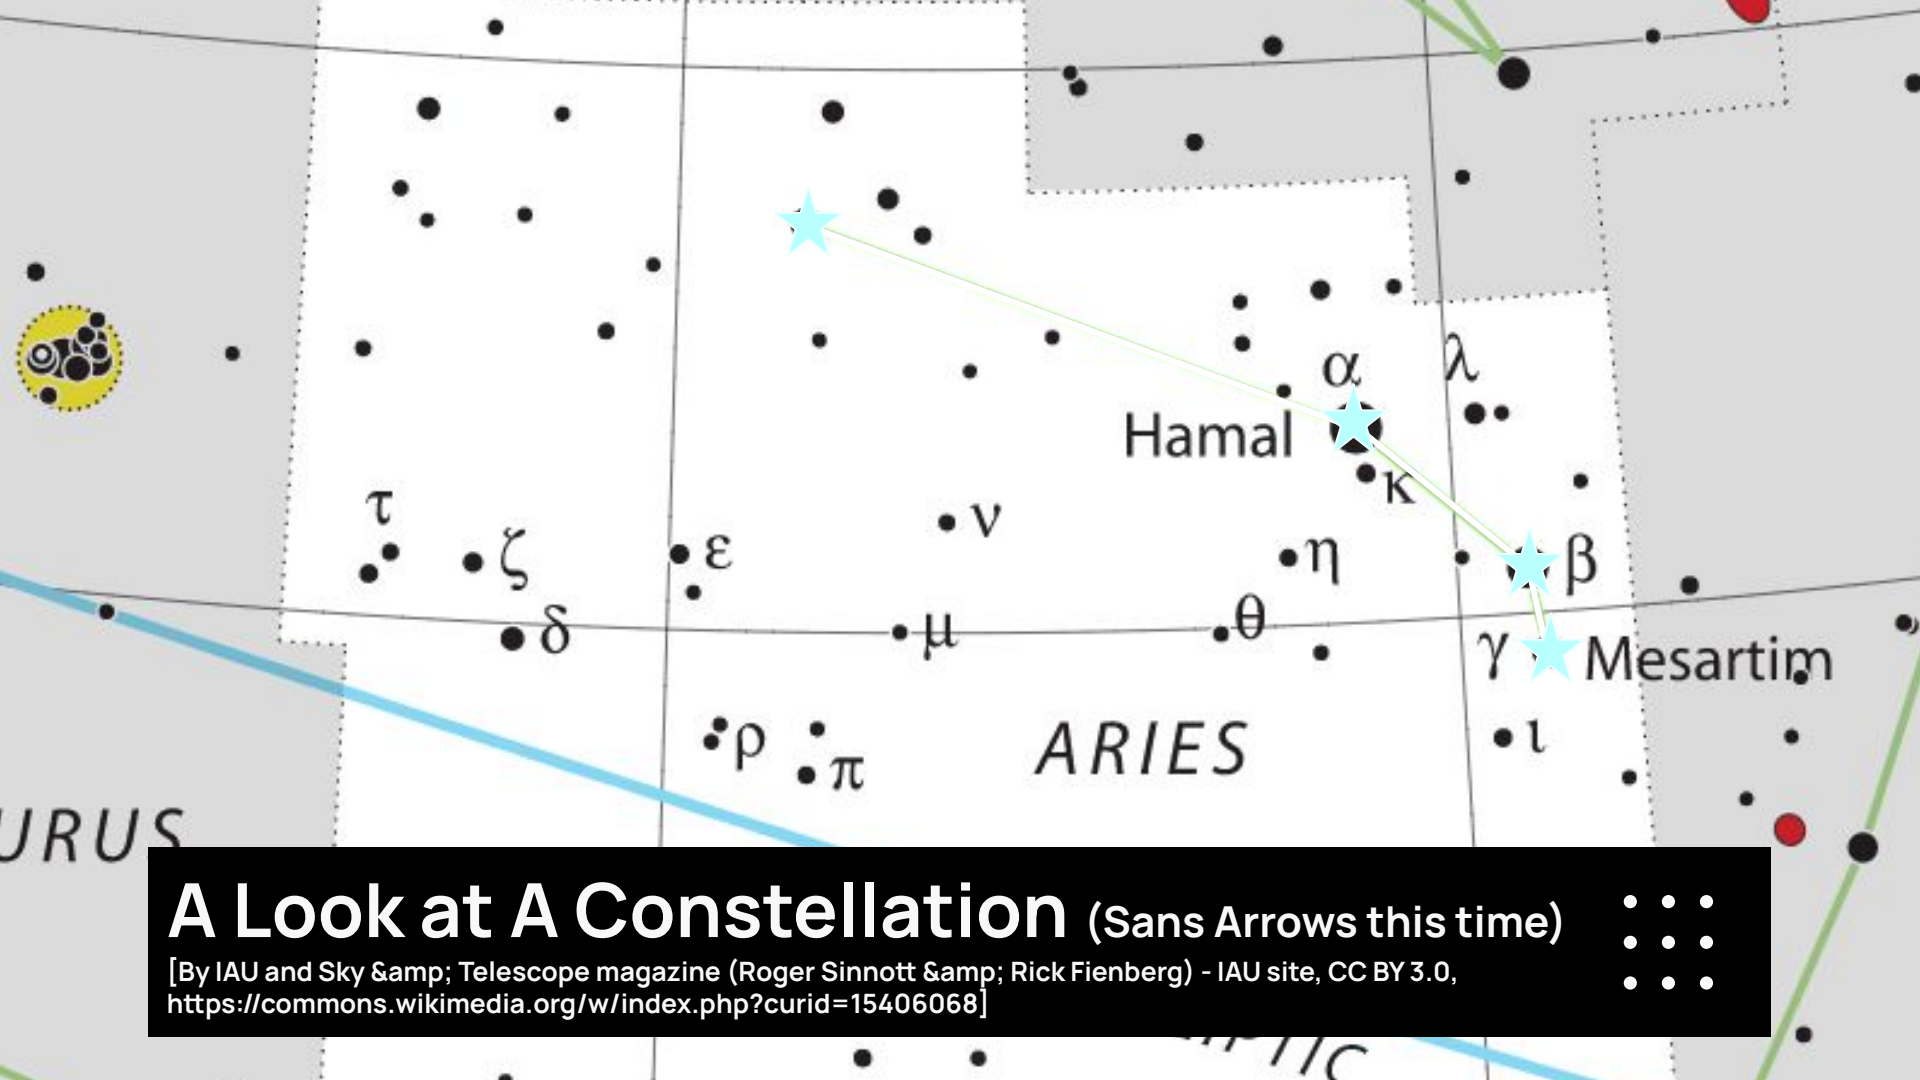 α
λ
Hamal
κ
τ
ζ
ε
ν
η
β
δ
μ
θ
γ
Mesartim
ρ
π
ARIES
ι
URUS
A Look at A Constellation (Sans Arrows this time)
[By IAU and Sky &amp; Telescope magazine (Roger Sinnott &amp; Rick Fienberg) - IAU site, CC BY 3.0,
https://commons.wikimedia.org/w/index.php?curid=15406068]
IPTIC